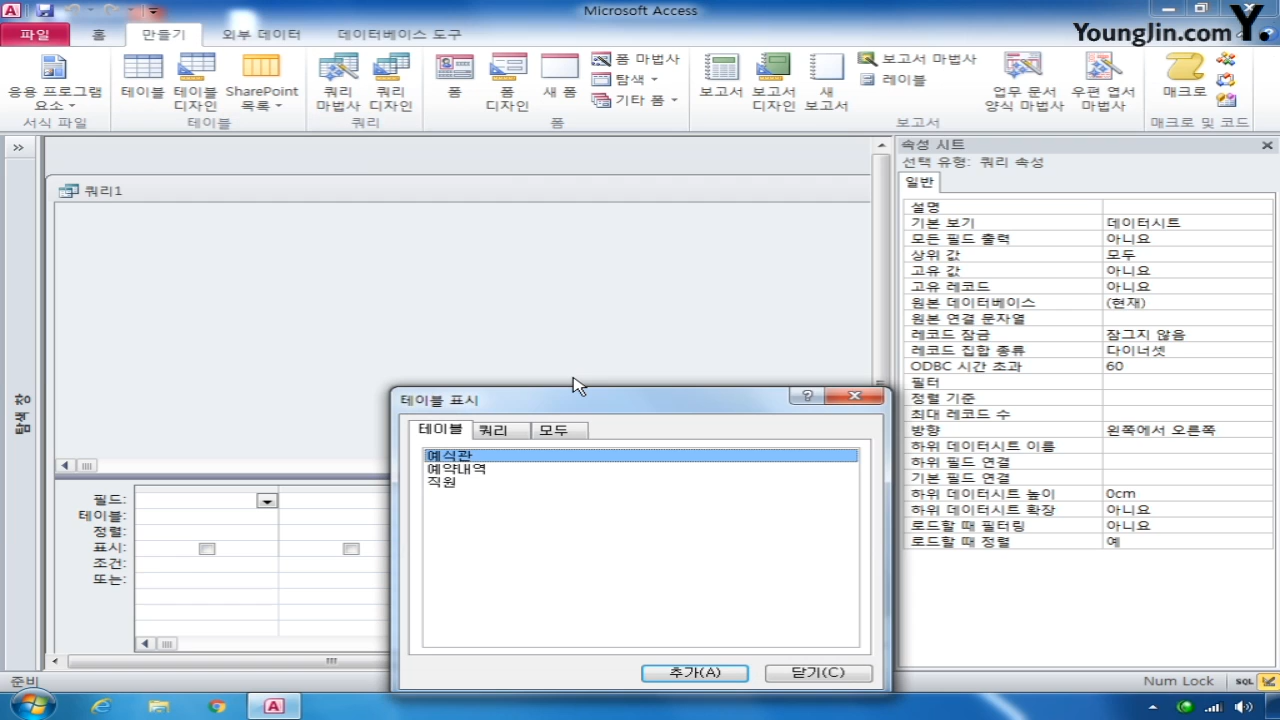 Microsoft Access
YoungJin.com Y.
파일 홈 만들기 외부 데이터 데이터베이스 도구
응용 프로그램 요소
테이블
테이블 디자인
SharePoint 목록
쿼리 마법사
쿼리 디자인
폼
폼 디자인
새 폼
폼 마법사
탐색
기타 폼
보고서
보고서 디자인
새 보고서
보고서 마법사
레이블
업무 문서 양식 마법사
우편 엽서 마법사
매크로
서식 파일 테이블 쿼리 폼 보고서 매크로 및 코드
탐색 창
쿼리1
필드:
테이블:
정렬:
표시:
조건:
또는:
테이블 표시
테이블 쿼리 모두
예식관
예약내역
직원
추가(A) 닫기(C)
속성 시트
선택 유형: 쿼리 속성
일반
설명
기본 보기 데이터시트
모든 필드 출력 아니요
상위 값 모두
고유 값 아니요
고유 레코드 아니요
원본 데이터베이스 (현재)
원본 연결 문자열
레코드 잠금 잠그지 않음
레코드 집합 종류 다이너셋
ODBC 시간 초과 60
필터
정렬 기준
최대 레코드 수
방향 왼쪽에서 오른쪽
하위 데이터시트 이름
하위 필드 연결
기본 필드 연결
하위 데이터시트 높이 0cm
하위 데이터시트 확장 아니요
로드할 때 필터링 아니요
로드할 때 정렬 예
준비 Num Lock SQL